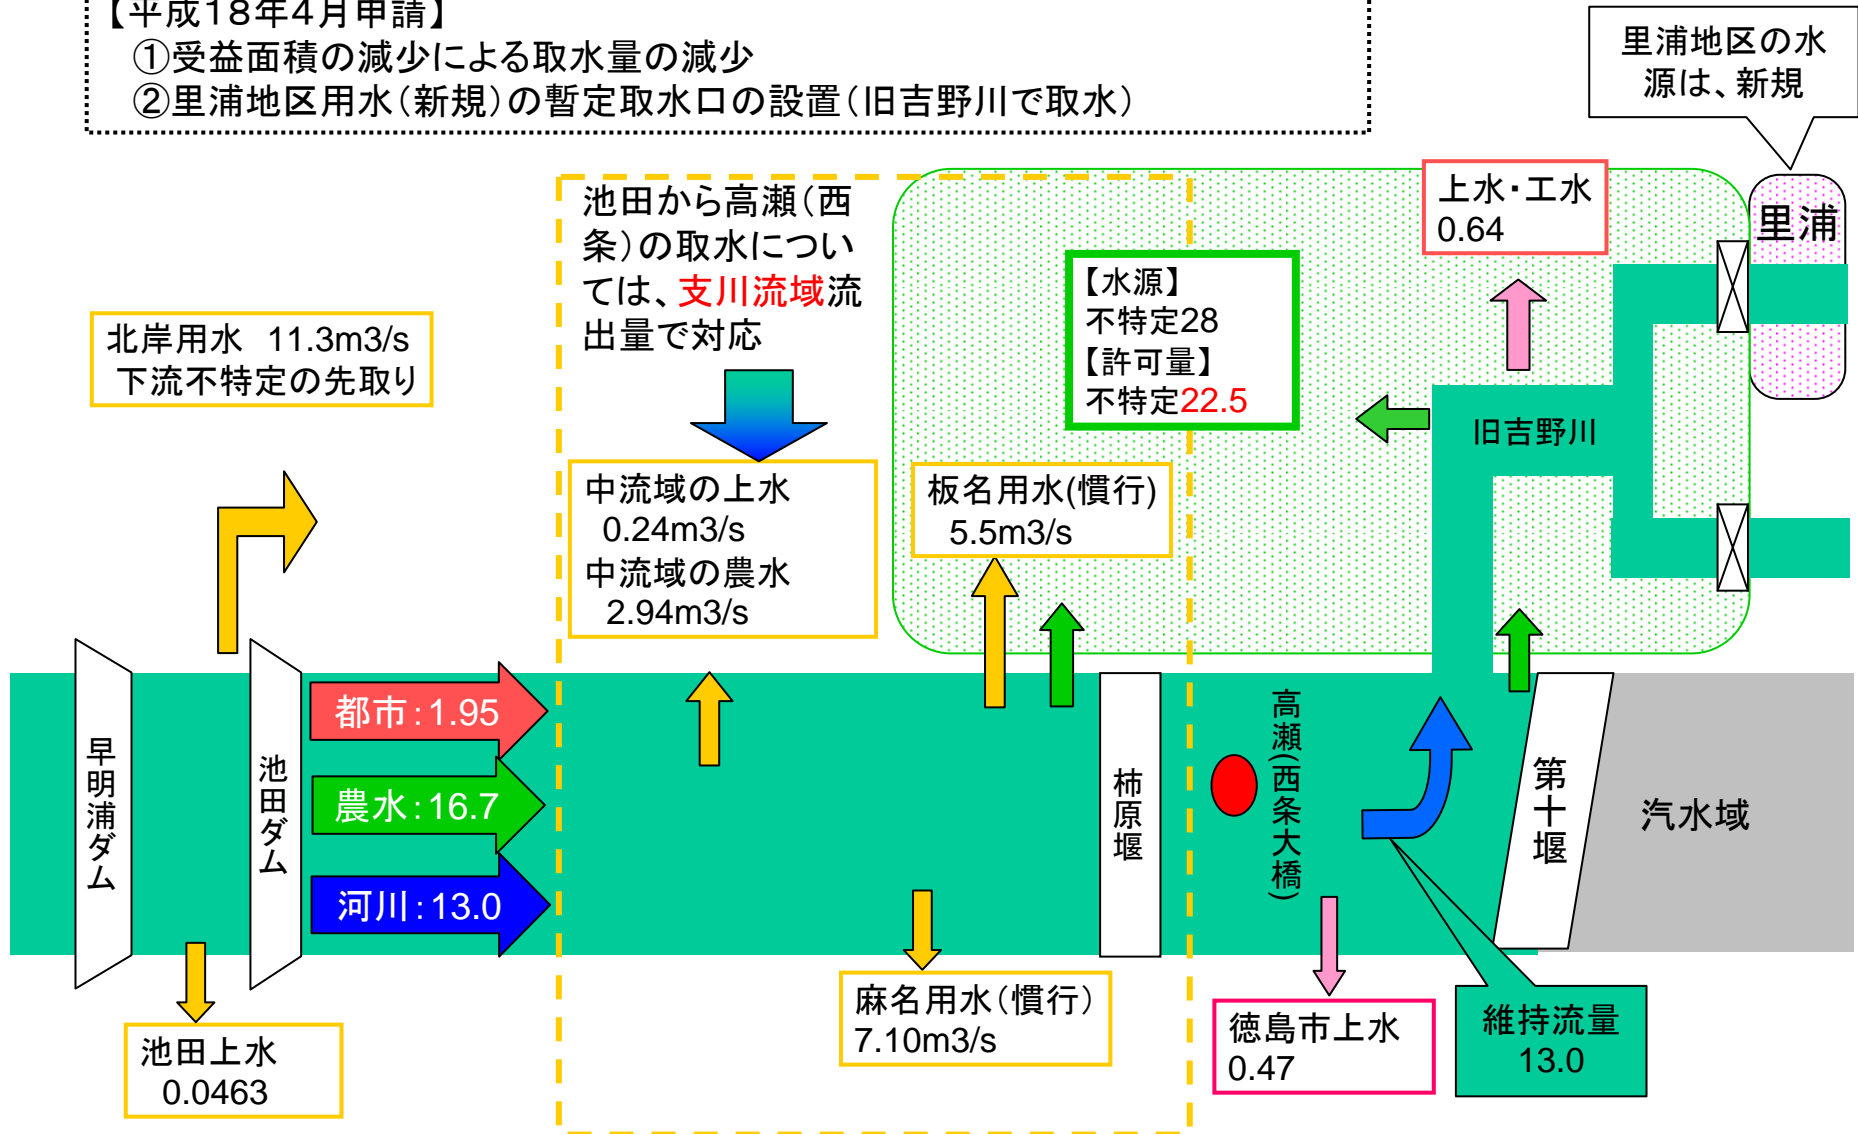 【平成18年4月申請】
①受益面積の減少による取水量の減少
②里浦地区用水(新規)の暫定取水口の設置(旧吉野川で取水)
里浦地区の水
源は、新規
池田から高瀬(西
条)の取水につい
ては、支川流域流
出量で対応
上水・工水
0.64
里浦
【水源】
不特定28
【許可量】
不特定22.5
北岸用水 11.3m3/s
下流不特定の先取り
旧吉野川
中流域の上水
0.24m3/s
中流域の農水
2.94m3/s
板名用水(慣行)
5.5m3/s
早明浦ダム
池田ダム
都市:1.95
農水:16.7
河川:13.0
柿原堰
高瀬(西条大橋)
第十堰
汽水域
池田上水
0.0463
麻名用水(慣行)
7.10m3/s
徳島市上水
0.47
維持流量
13.0